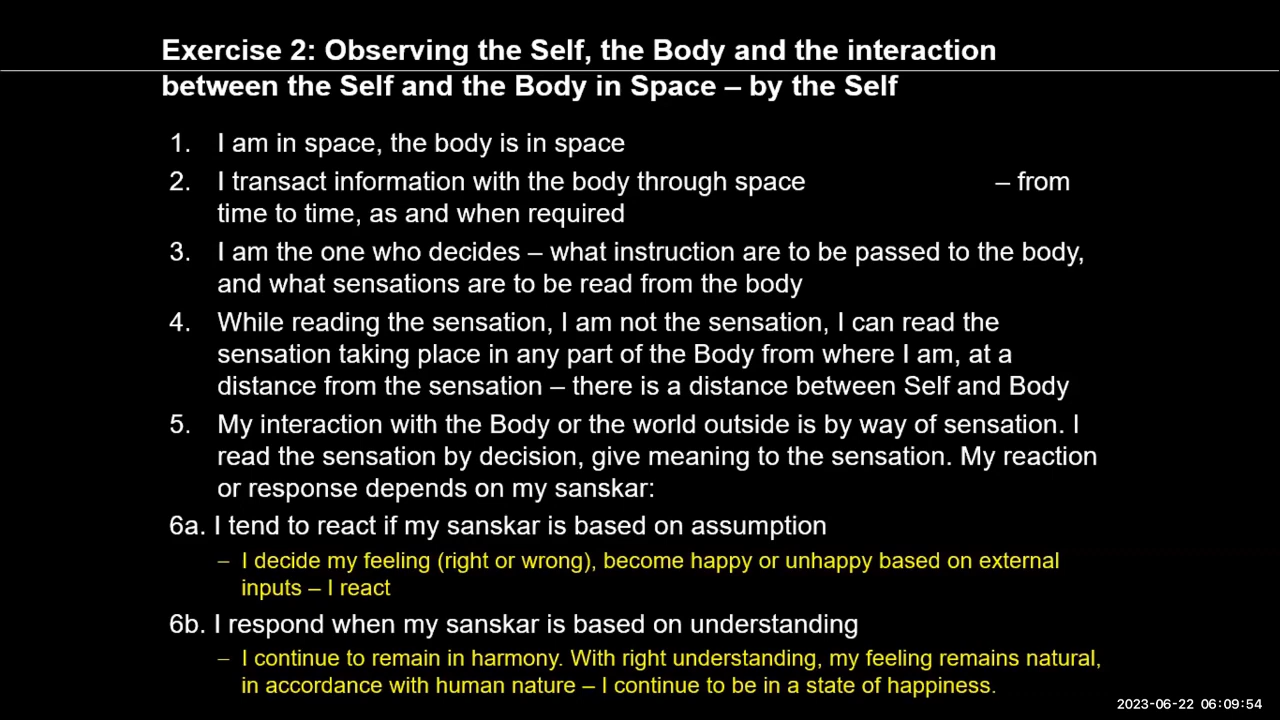 Exercise 2: Observing the Self, the Body and the interaction
between the Self and the Body in Space – by the Self
1. I am in space, the body is in space
2. I transact information with the body through space – from
time to time, as and when required
3. I am the one who decides – what instruction are to be passed to the body,
and what sensations are to be read from the body
4. While reading the sensation, I am not the sensation, I can read the
sensation taking place in any part of the Body from where I am, at a
distance from the sensation – there is a distance between Self and Body
5. My interaction with the Body or the world outside is by way of sensation. I
read the sensation by decision, give meaning to the sensation. My reaction
or response depends on my sanskar:
6a. I tend to react if my sanskar is based on assumption
– I decide my feeling (right or wrong), become happy or unhappy based on external
inputs – I react
6b. I respond when my sanskar is based on understanding
– I continue to remain in harmony. With right understanding, my feeling remains natural,
in accordance with human nature – I continue to be in a state of happiness.
2023-06-22 06:09:54